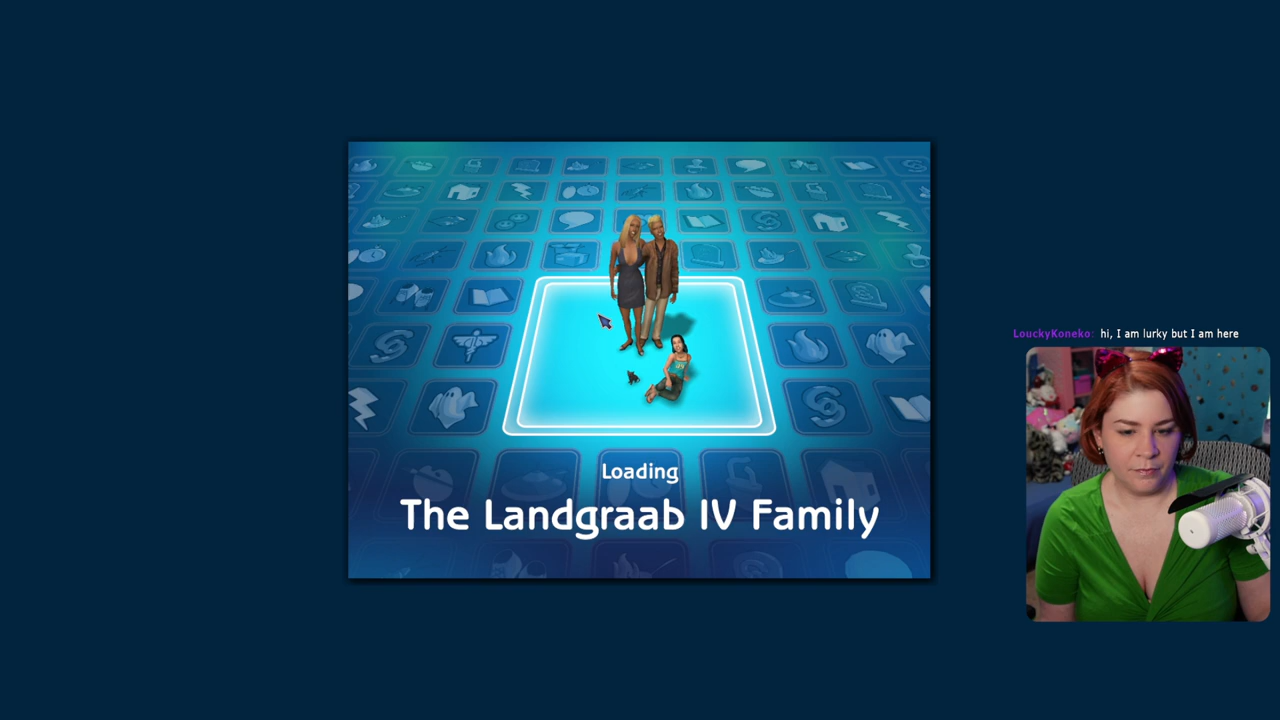 LouckyKoneko: hi, I am lurky but I am here
Loading
The Landgraab IV Family